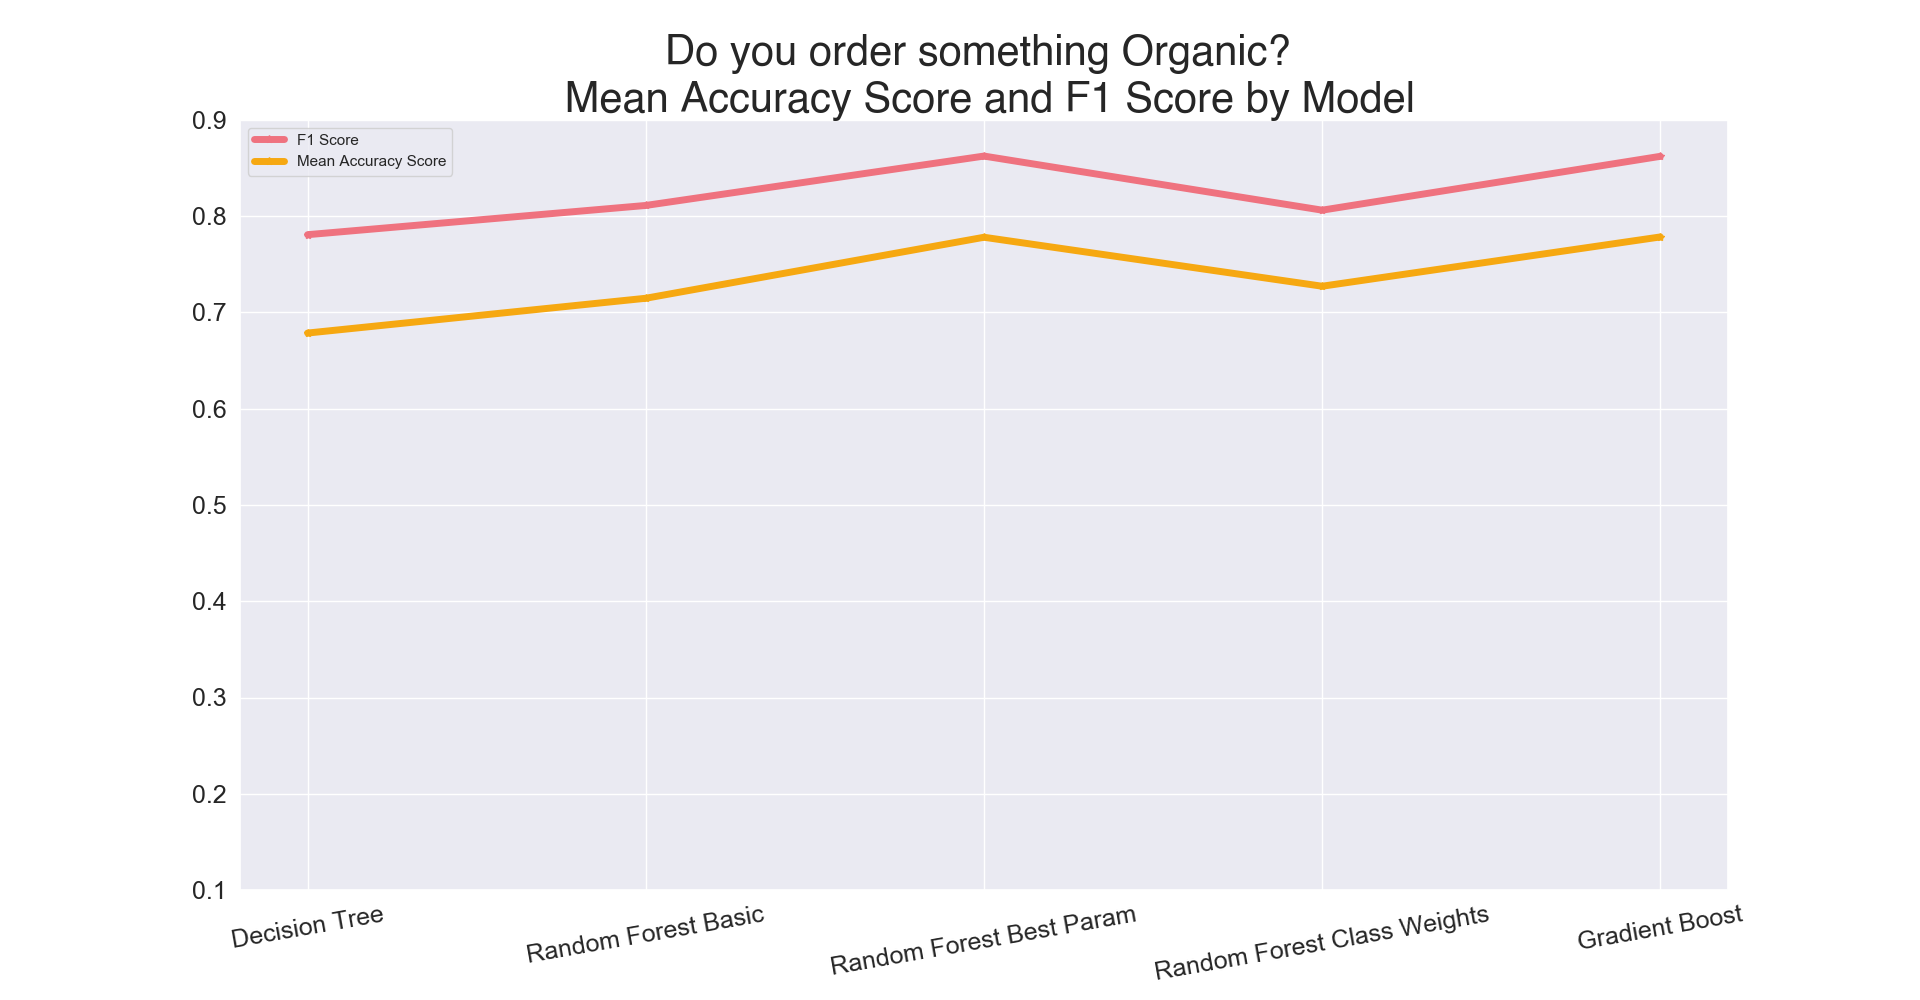 Do you order something Organic?
Mean Accuracy Score and F1 Score by Model
F1 Score
Mean Accuracy Score
0.9
0.8
0.7
0.6
0.5
0.4
0.3
0.2
0.1
Decision Tree
Random Forest Basic
Random Forest Best Param
Random Forest Class Weights
Gradient Boost